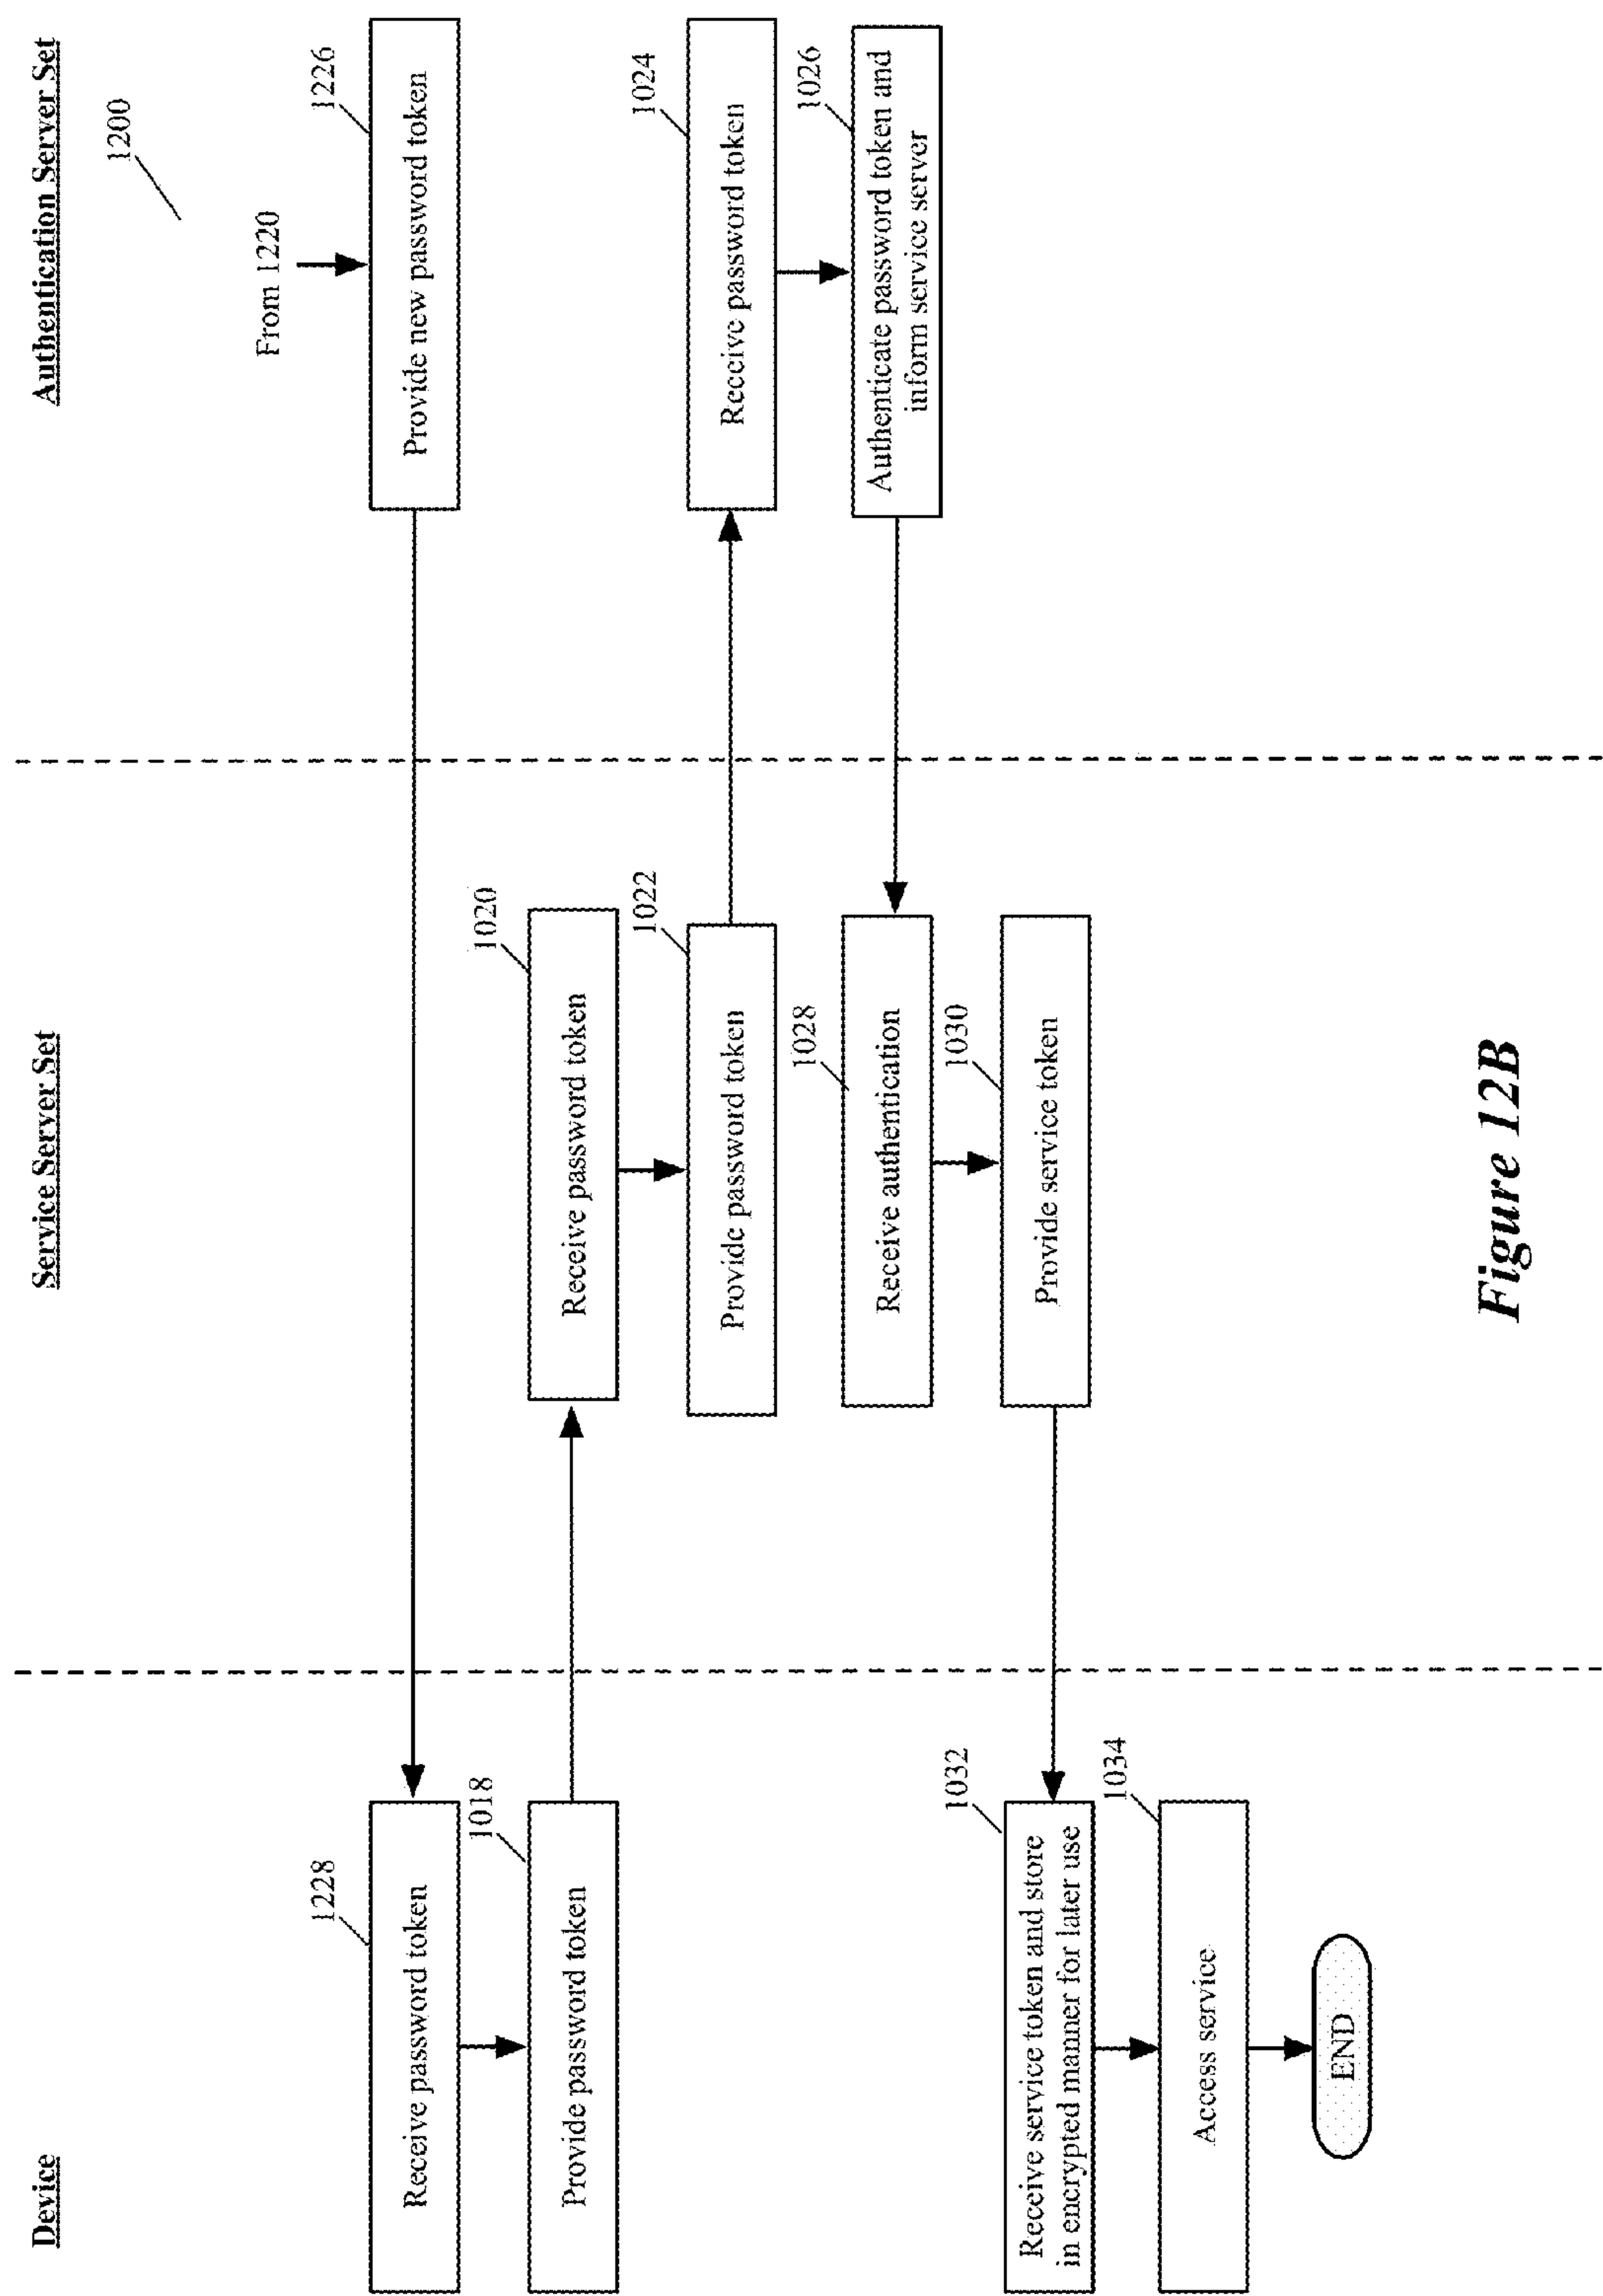 Device
Service Server Set
Authentication Server Set
1200
From 1220
1226
Provide new password token
1228
Receive password token
1018
Provide password token
1020
Receive password token
1022
Provide password token
1024
Receive password token
1026
Authenticate password token and
inform service server
1028
Receive authentication
1030
Provide service token
1032
Receive service token and store
in encrypted manner for later use
1034
Access service
END
Figure 12B